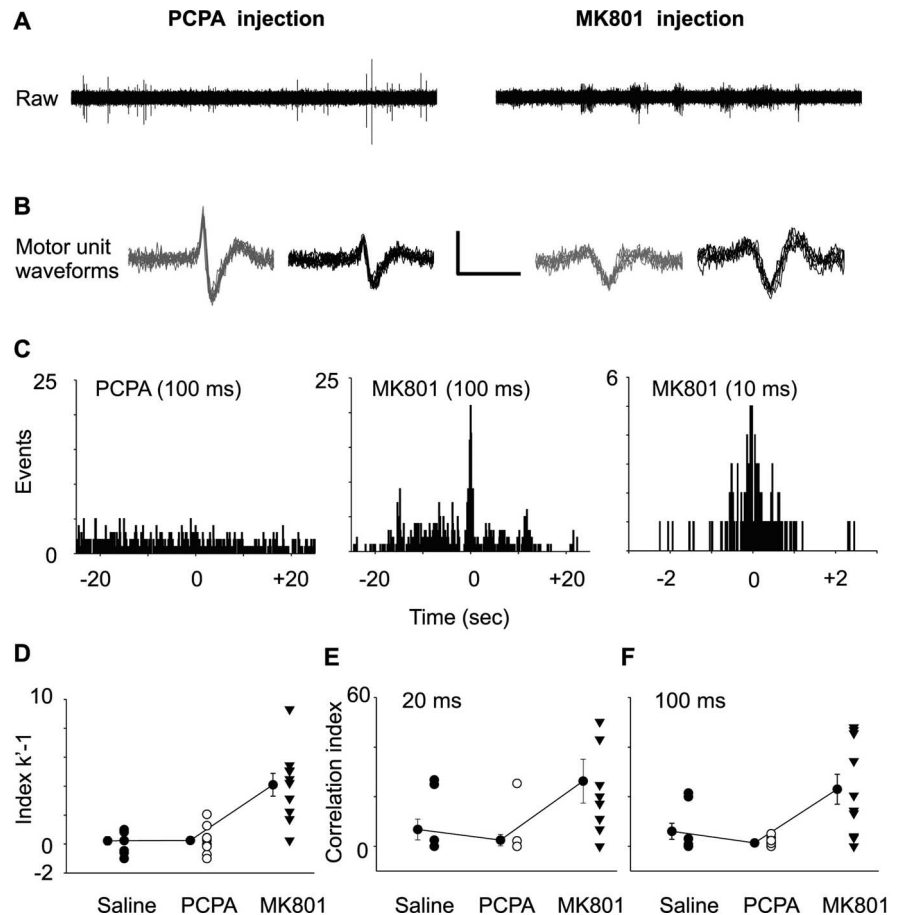 A
PCPA injection
MK801 injection
Raw
B
Motor unit
waveforms
C
25
PCPA (100 ms)
Events
0
-20
0
+20
25
MK801 (100 ms)
-20
0
+20
6
MK801 (10 ms)
-2
0
+2
Time (sec)
D
10
Index k'-1
0
-2
Saline
PCPA
MK801
E
60
20 ms
Correlation index
0
Saline
PCPA
MK801
F
100 ms
Saline
PCPA
MK801